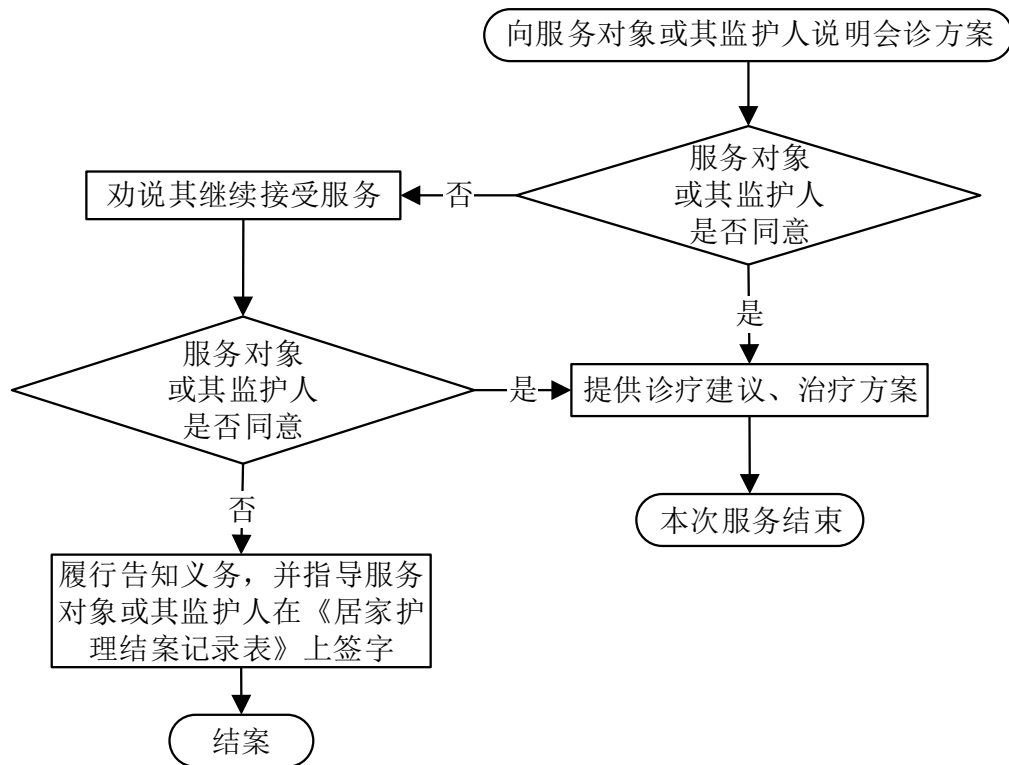 向服务对象或其监护人说明会诊方案
服务对象
或其监护人
是否同意
否
劝说其继续接受服务
是
服务对象
或其监护人
是否同意
是
提供诊疗建议、治疗方案
否
本次服务结束
履行告知义务，并指导服务
对象或其监护人在《居家护
理结案记录表》上签字
结案